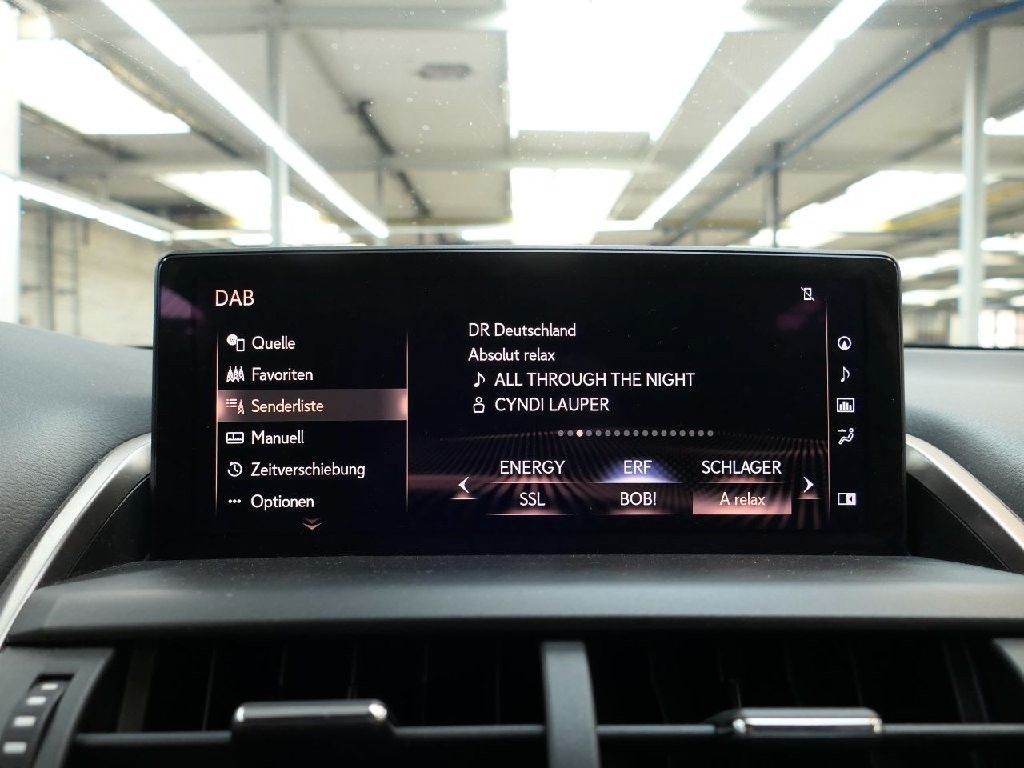 DAB
Quelle
Favoriten
Senderliste
Manuell
Zeitverschiebung
Optionen
DR Deutschland
Absolut relax
ALL THROUGH THE NIGHT
CYNDI LAUPER
ENERGY ERF SCHLAGER
SSL BOB! A relax